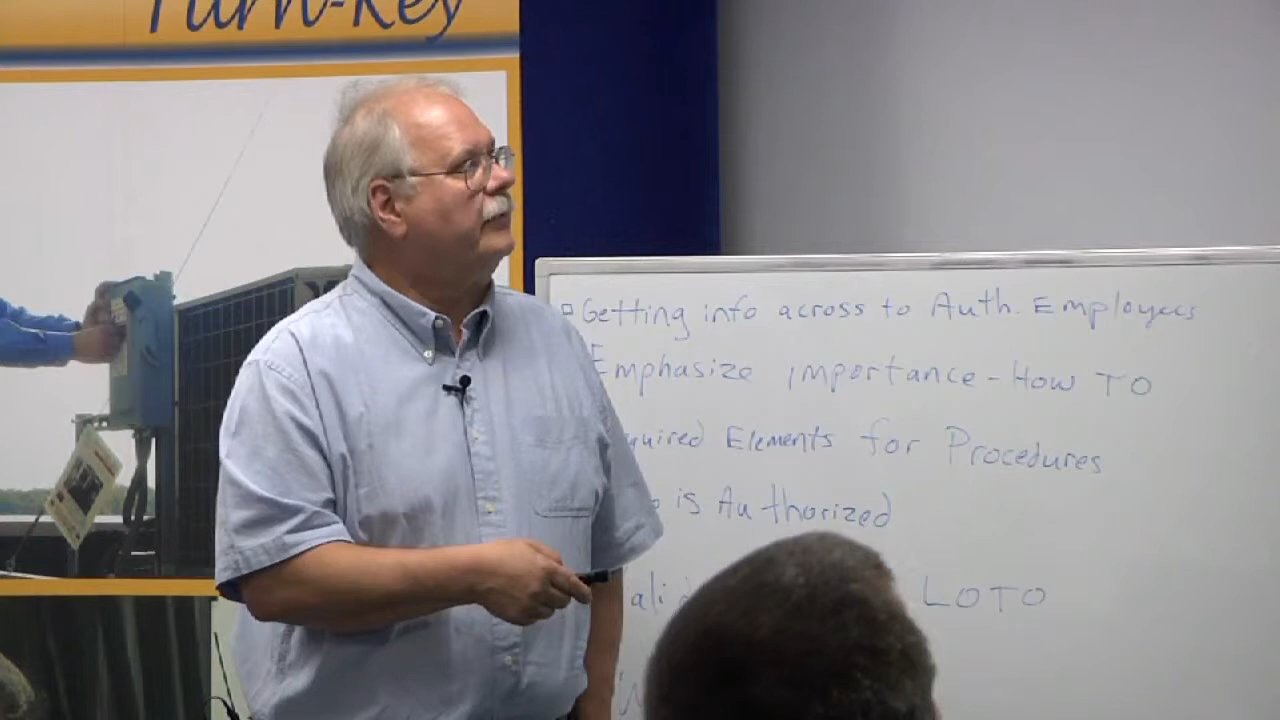 Turn-Key
Getting info across to Auth. Employees
Emphasize importance - How TO
Elements for Procedures
is Authorized
LOTO